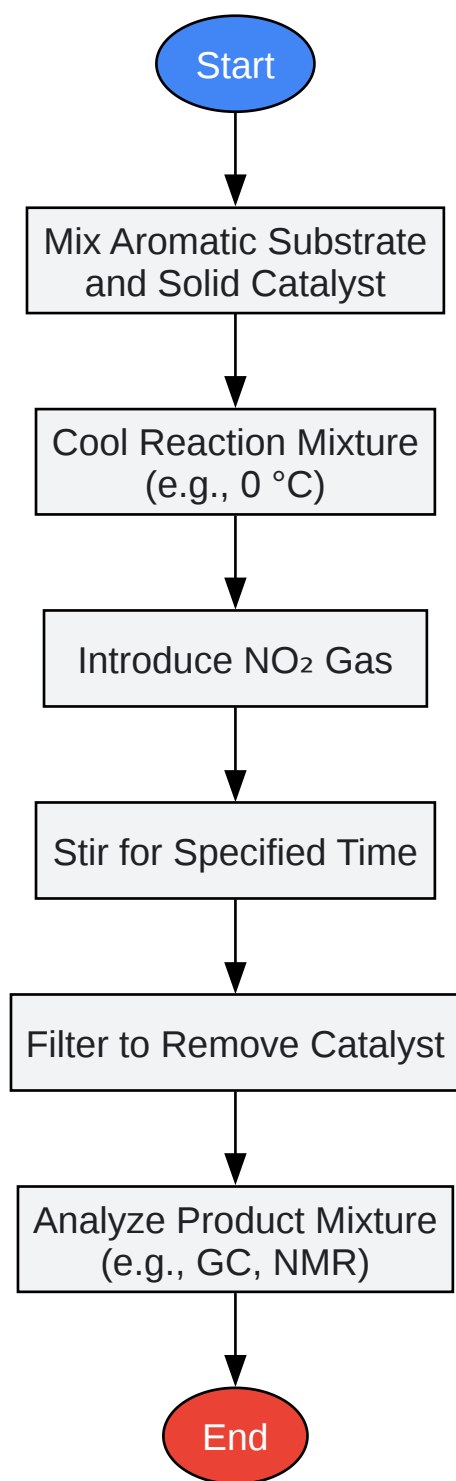 Start
Mix Aromatic Substrate
and Solid Catalyst
Cool Reaction Mixture
(e.g., 0 °C)
Introduce NO₂ Gas
Stir for Specified Time
Filter to Remove Catalyst
Analyze Product Mixture
(e.g., GC, NMR)
End